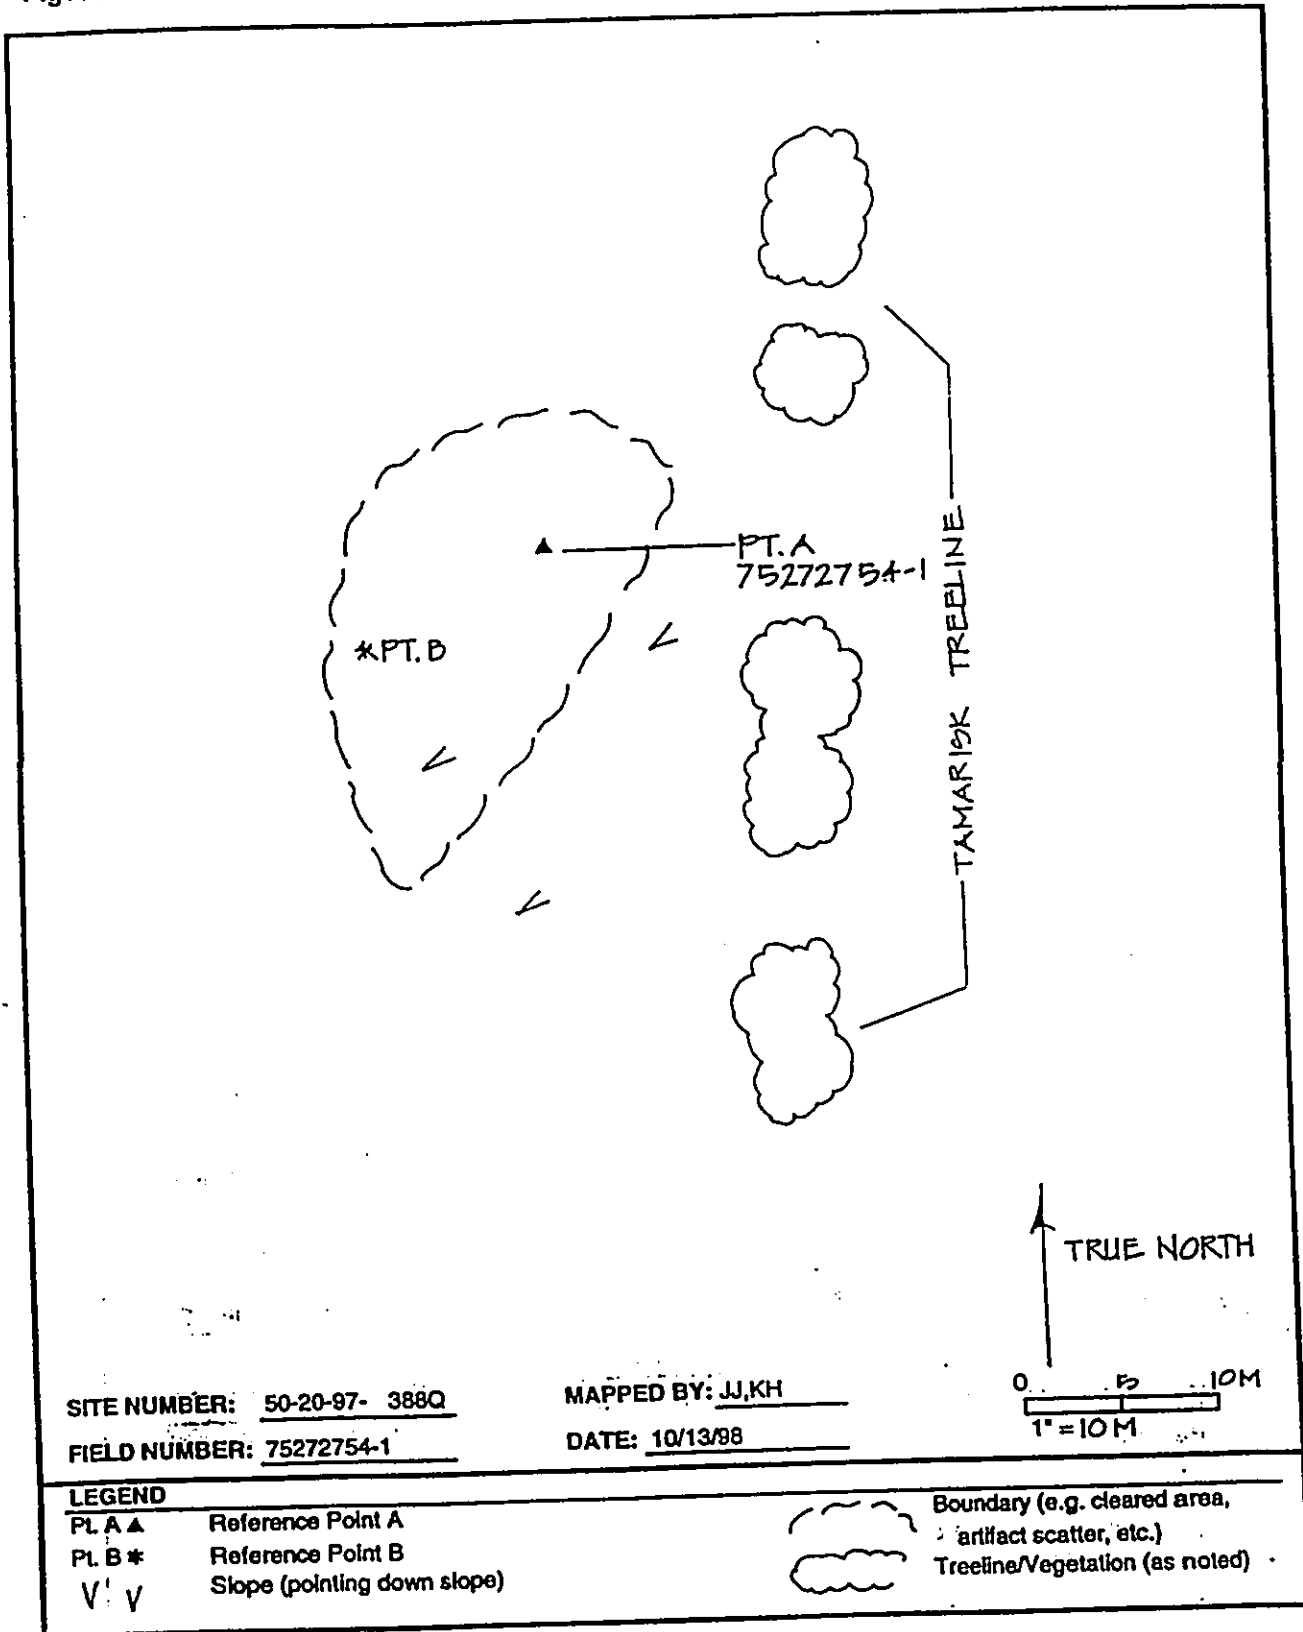 PT. A
75272754-1
*PT. B
TAMARISK TREELINE
TRUE NORTH
0 5 10M
1" = 10 M
SITE NUMBER: 50-20-97- 388Q
MAPPED BY: JJ,KH
FIELD NUMBER: 75272754-1
DATE: 10/13/98
LEGEND
Pt. A ▲ Reference Point A
Pt. B * Reference Point B
V V Slope (pointing down slope)
Boundary (e.g. cleared area,
artifact scatter, etc.)
Treeline/Vegetation (as noted)